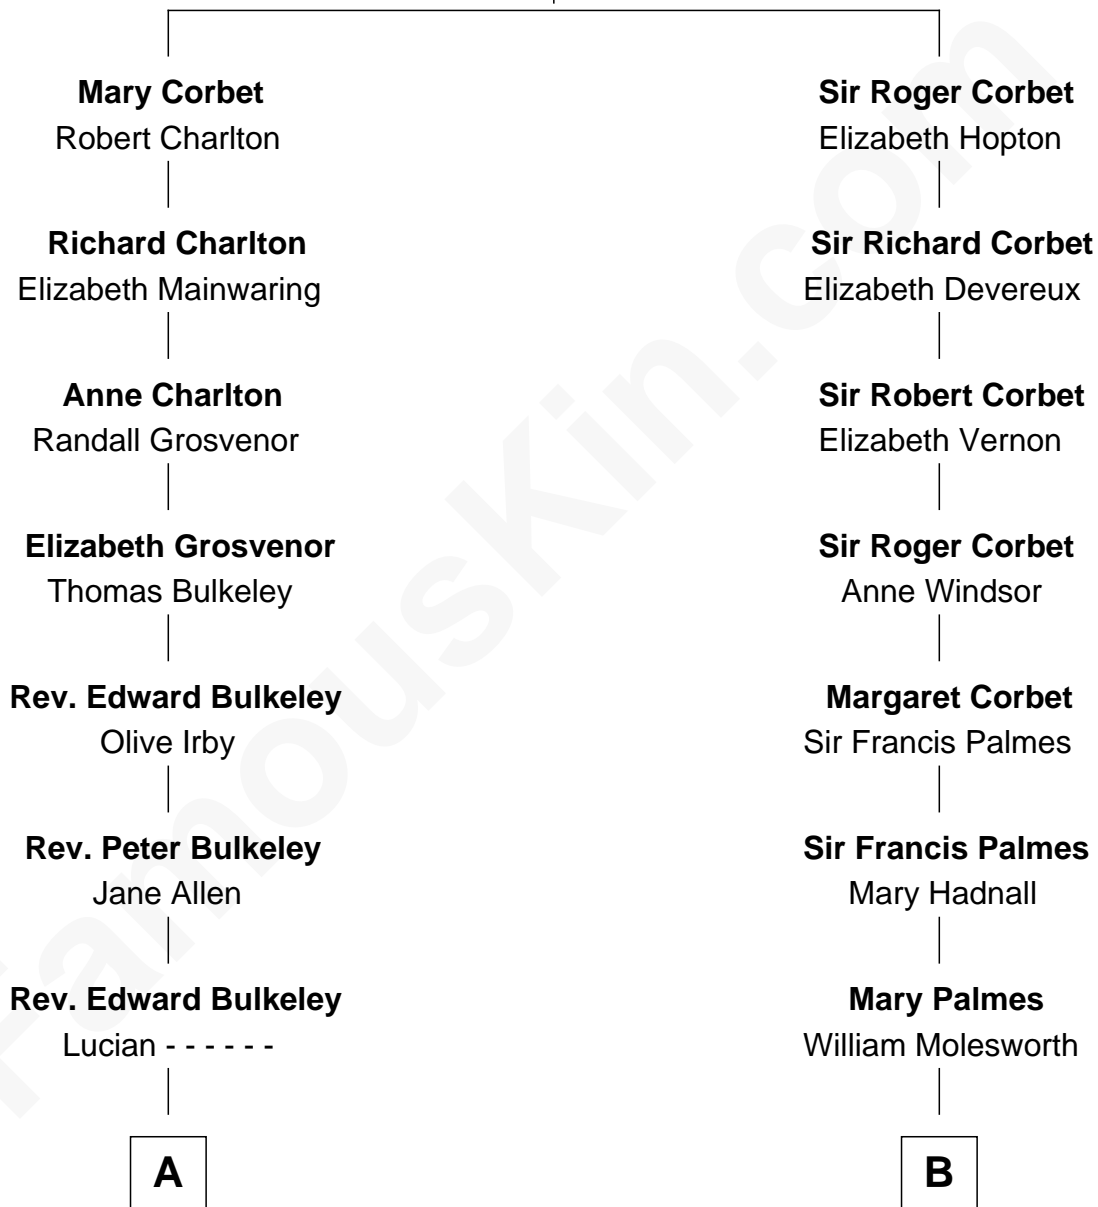 Mary Corbet
Robert Charlton
Richard Charlton
Elizabeth Mainwaring
Anne Charlton
Randall Grosvenor
Elizabeth Grosvenor
Thomas Bulkeley
Rev. Edward Bulkeley
Olive Irby
Rev. Peter Bulkeley
Jane Allen
Rev. Edward Bulkeley
Lucian - - - - - -
A
Sir Roger Corbet
Elizabeth Hopton
Sir Richard Corbet
Elizabeth Devereux
Sir Robert Corbet
Elizabeth Vernon
Sir Roger Corbet
Anne Windsor
Margaret Corbet
Sir Francis Palmes
Sir Francis Palmes
Mary Hadnall
Mary Palmes
William Molesworth
B
FamousKin.com